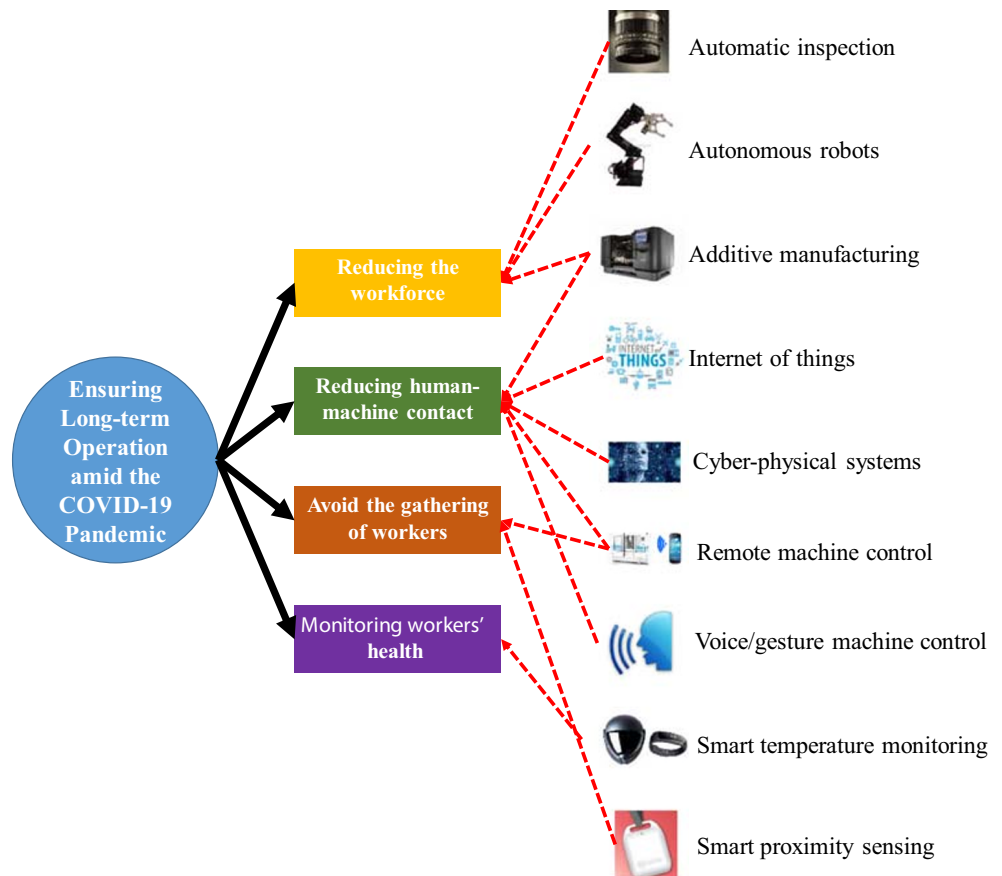 Automatic inspection
Autonomous robots
Reducing the
workforce
Additive manufacturing
INTERNET of
THINGS
Internet of things
Ensuring
Long-term
Operation
amid the
COVID-19
Pandemic
Reducing human-
machine contact
Cyber-physical systems
Avoid the gathering
of workers
Remote machine control
Monitoring workers’
health
Voice/gesture machine control
Smart temperature monitoring
Smart proximity sensing